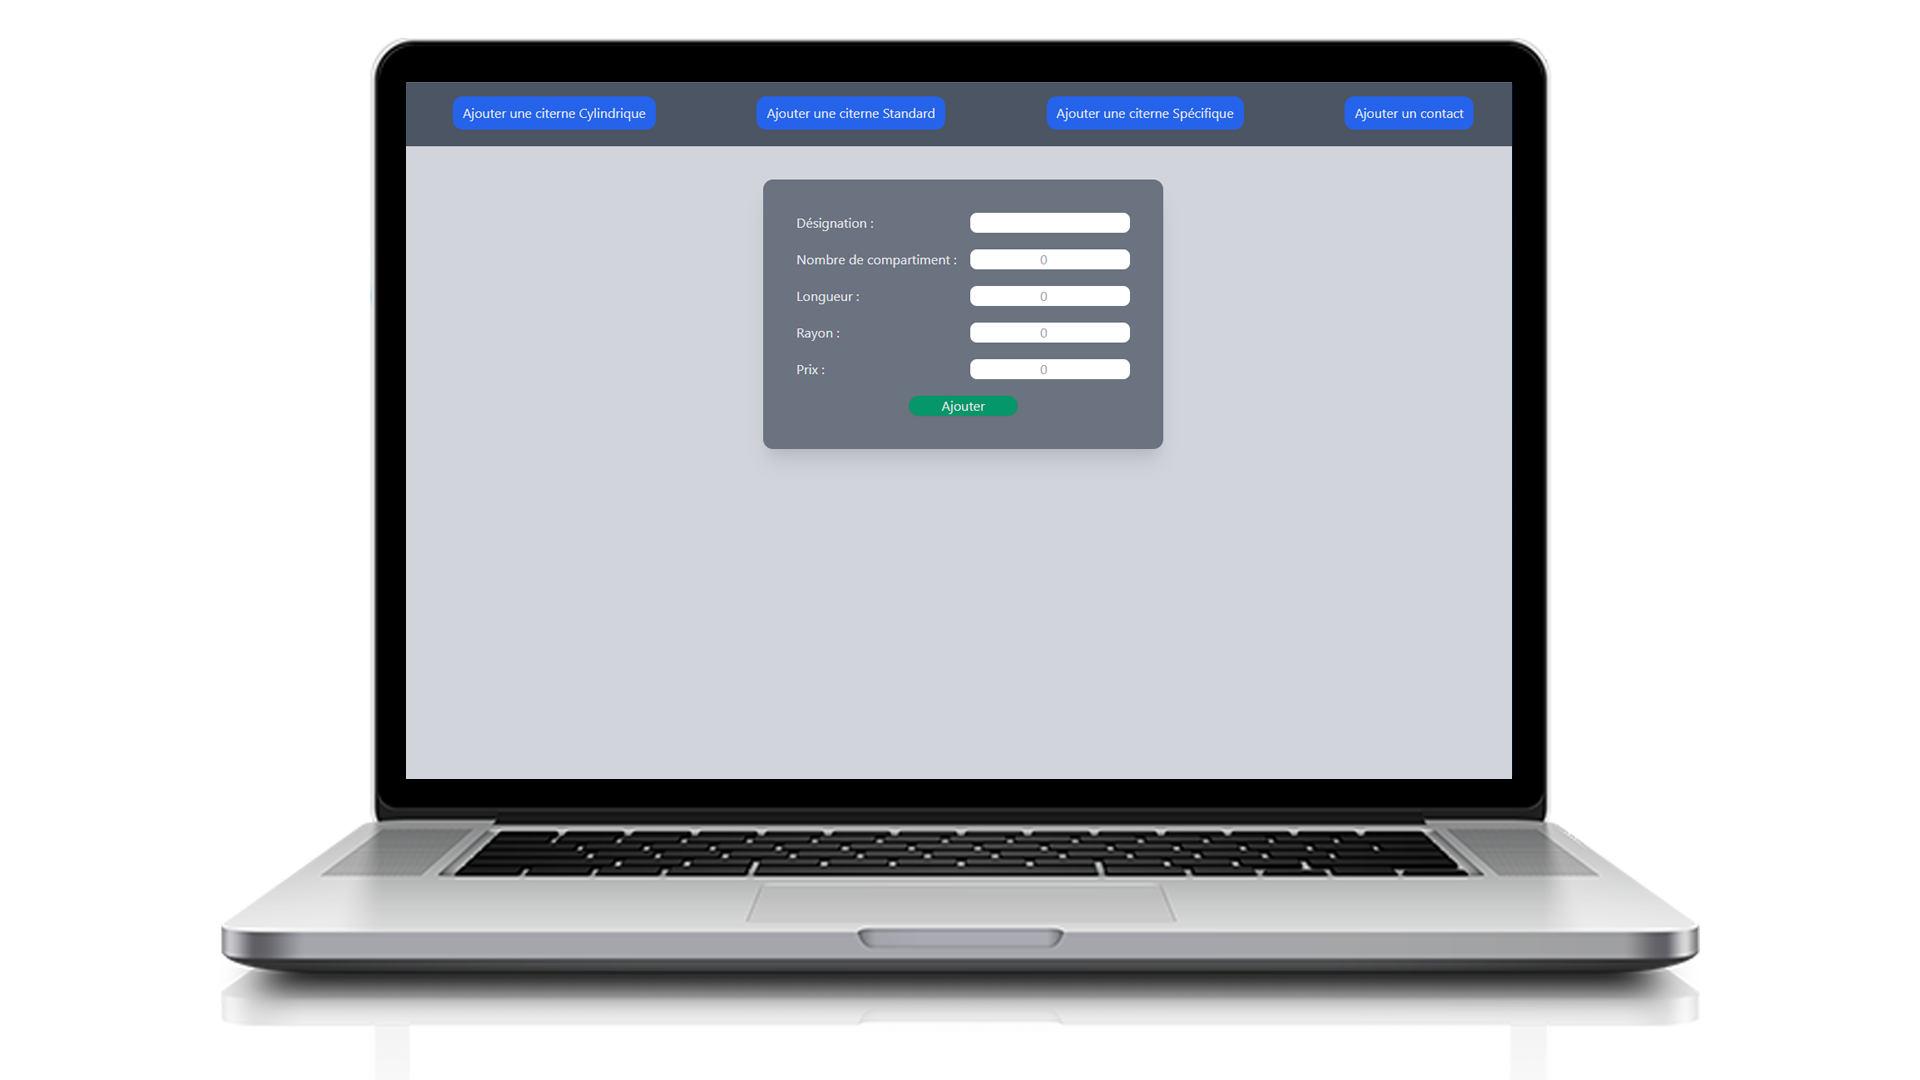 Ajouter une citerne Cylindrique
Ajouter une citerne Standard
Ajouter une citerne Spécifique
Ajouter un contact
Désignation :
Nombre de compartiment : 0
Longueur : 0
Rayon : 0
Prix : 0
Ajouter